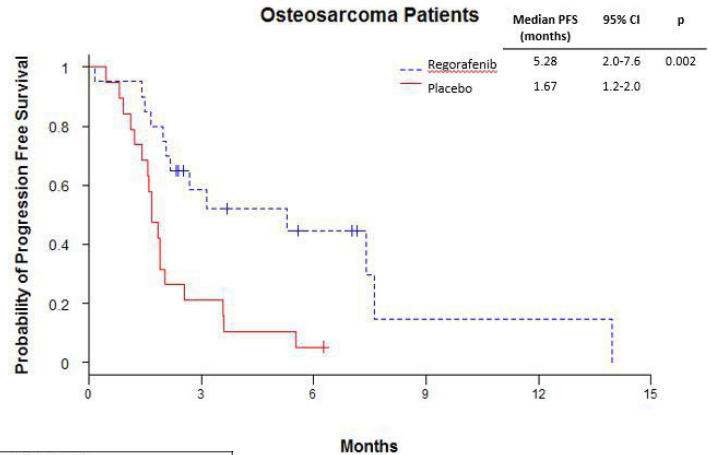 Osteosarcoma Patients
Median PFS 95% CI p
(months)
Regorafenib 5.28 2.0-7.6 0.002
Placebo 1.67 1.2-2.0
Probability of Progression Free Survival
1
0.8
0.6
0.4
0.2
0
0 3 6 9 12 15
Months